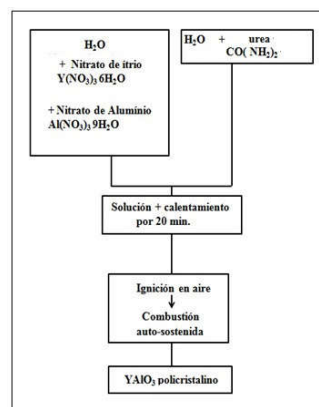 H₂O
+ Nitrato de itrio
Y(NO₃)₃ 6H₂O
+ Nitrato de Alumínio
Al(NO₃)₃ 9H₂O
H₂O + urea
CO( NH₂)₂
Solución + calentamiento
por 20 min.
Ignición en aire
Combustión
auto-sostenida
YAlO₃ policristalino